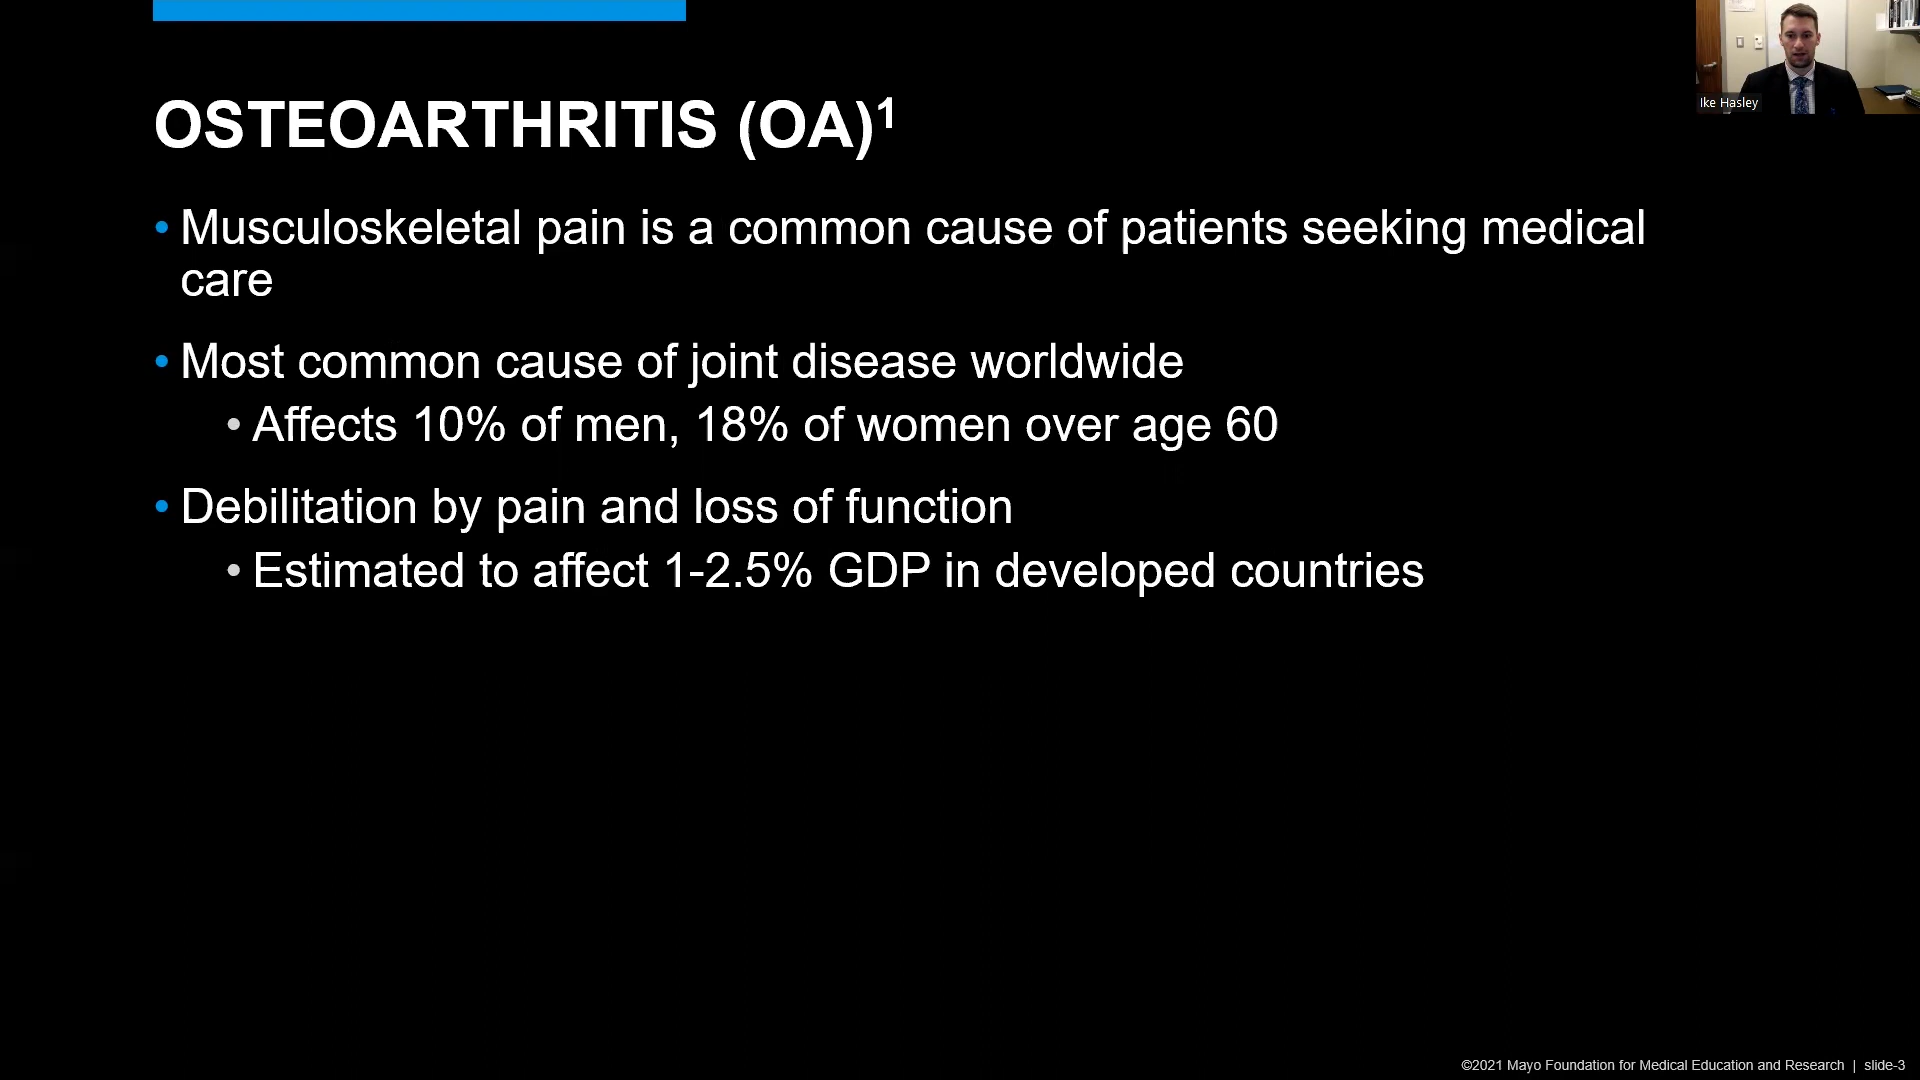 OSTEOARTHRITIS (OA)¹
• Musculoskeletal pain is a common cause of patients seeking medical
care
• Most common cause of joint disease worldwide
• Affects 10% of men, 18% of women over age 60
• Debilitation by pain and loss of function
• Estimated to affect 1-2.5% GDP in developed countries
Ike Hasley
©2021 Mayo Foundation for Medical Education and Research | slide-3